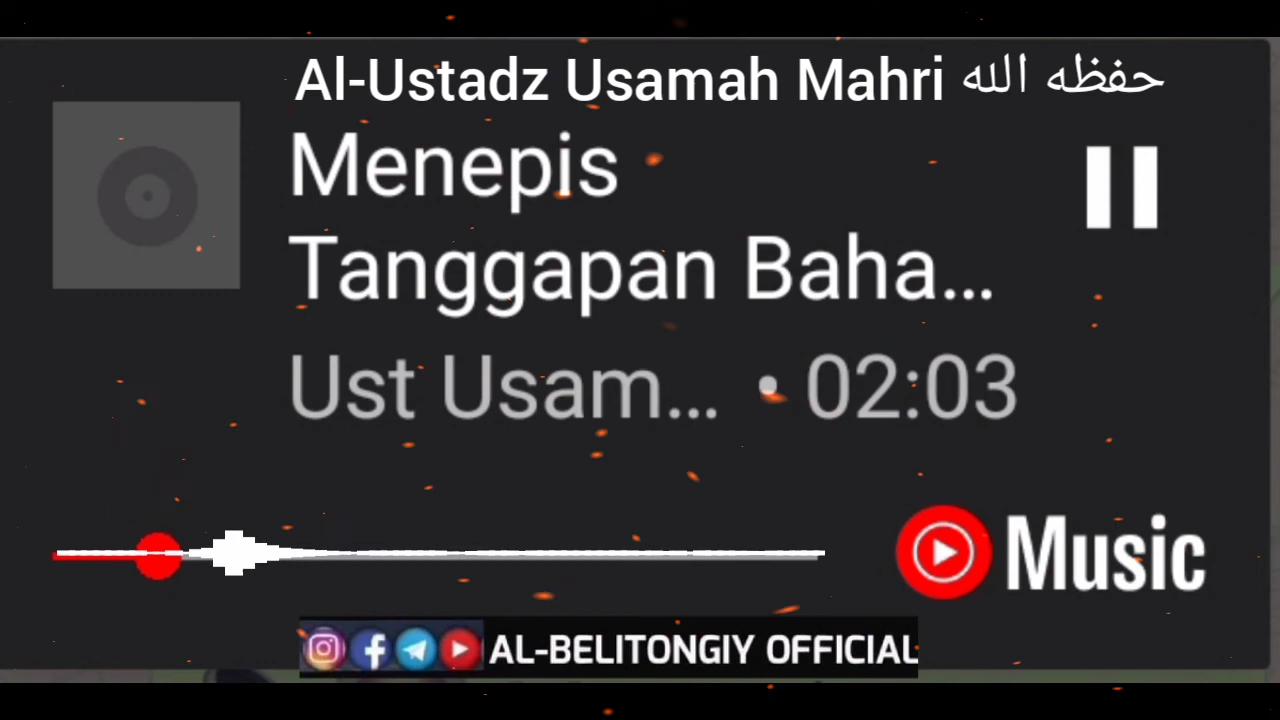 Al-Ustadz Usamah Mahri حفظه الله
Menepis
Tanggapan Baha...
Ust Usam... • 02:03
Music
AL-BELITONGIY OFFICIAL